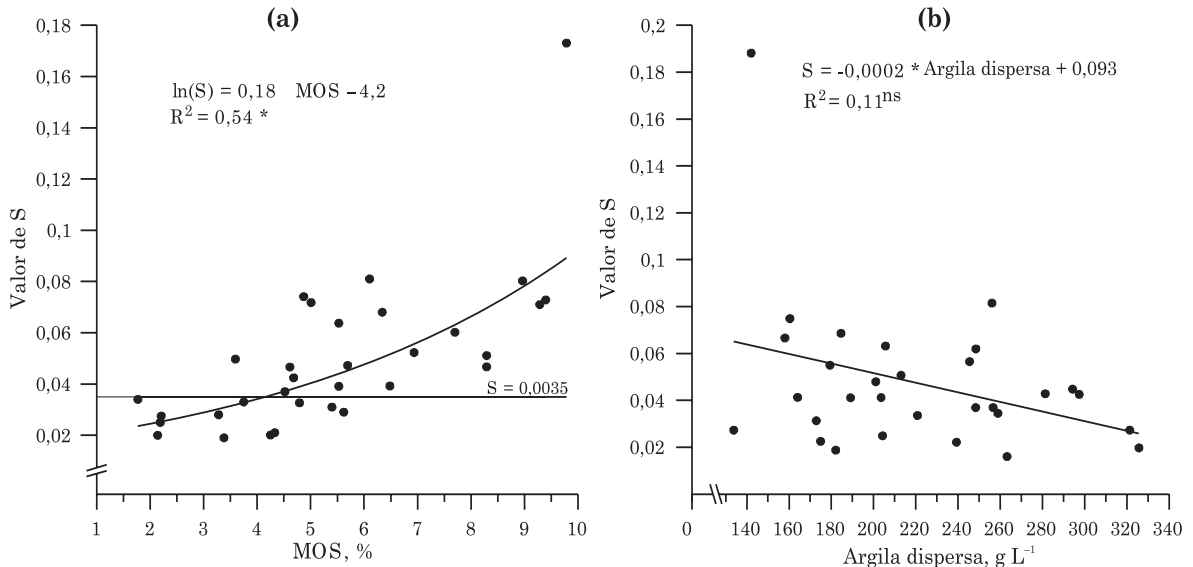 (a)
0,18
0,16
0,14
0,12
0,1
0,08
0,06
0,04
0,02
Valor de S
ln(S) = 0,18 MOS – 4,2
R² = 0,54 *
S = 0,0035
1 2 3 4 5 6 7 8 9 10
MOS, %
(b)
0,2
0,18
0,16
0,14
0,12
0,1
0,08
0,06
0,04
0,02
Valor de S
S = -0,0002 * Argila dispersa + 0,093
R² = 0,11ns
0 140 160 180 200 220 240 260 280 300 320 340
Argila dispersa, g L⁻¹